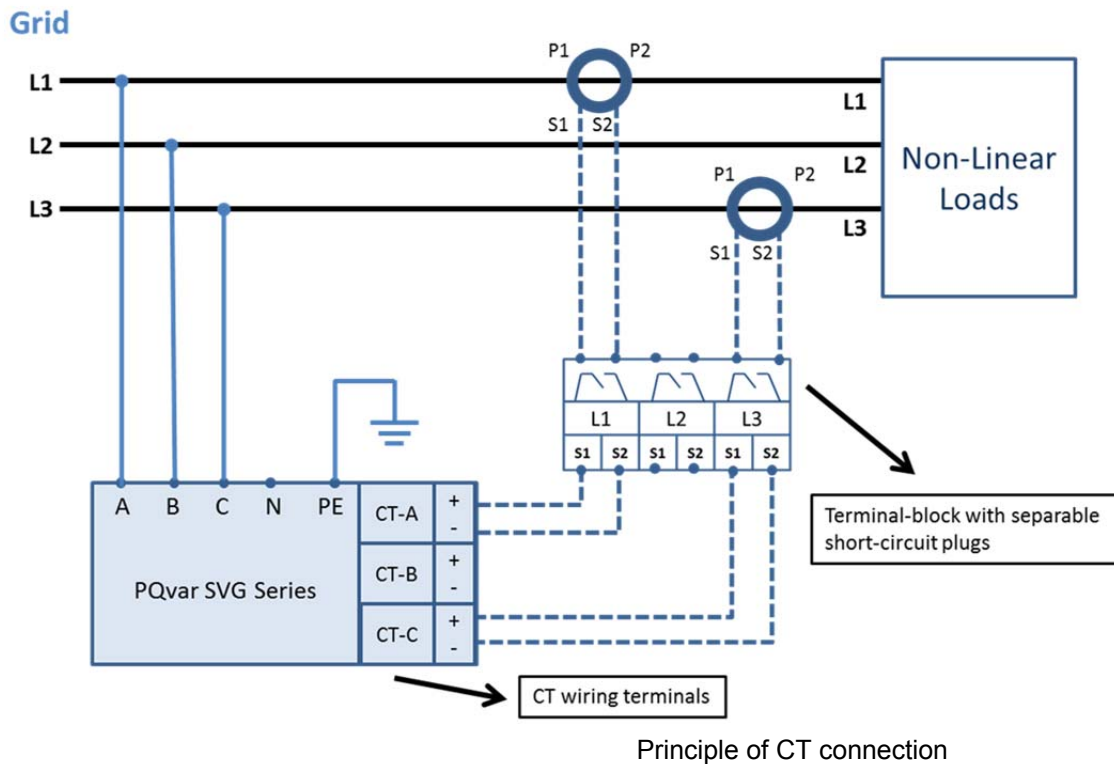 Grid
P1 P2
L1
L1
S1 S2
L2
L2
P1 P2
Non-Linear
Loads
L3
L3
S1 S2
L1 L2 L3
S1 S2 S1 S2 S1 S2
A B C N PE
CT-A + -
CT-B + -
CT-C + -
PQvar SVG Series
Terminal-block with separable
short-circuit plugs
CT wiring terminals
Principle of CT connection